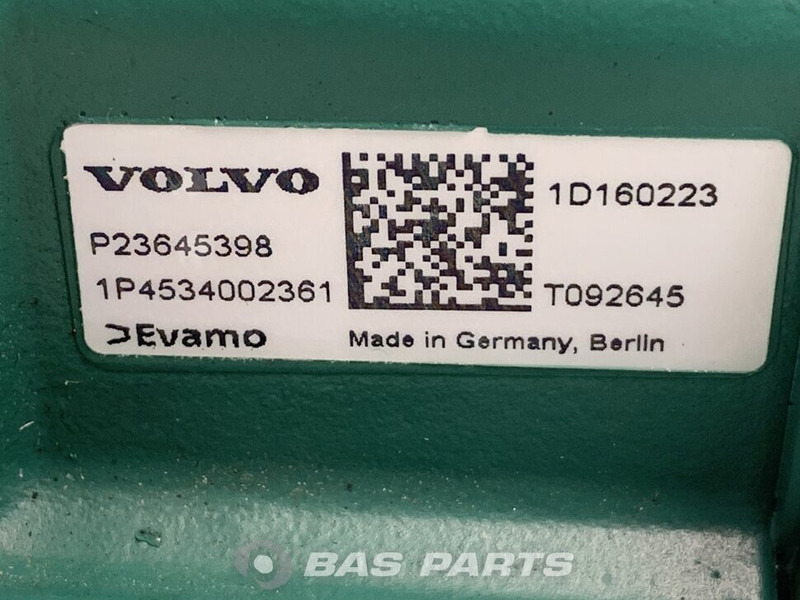 VOLVO
P23645398
1P4534002361
Evamo
1D160223
T092645
Made in Germany, Berlin
BAS PARTS